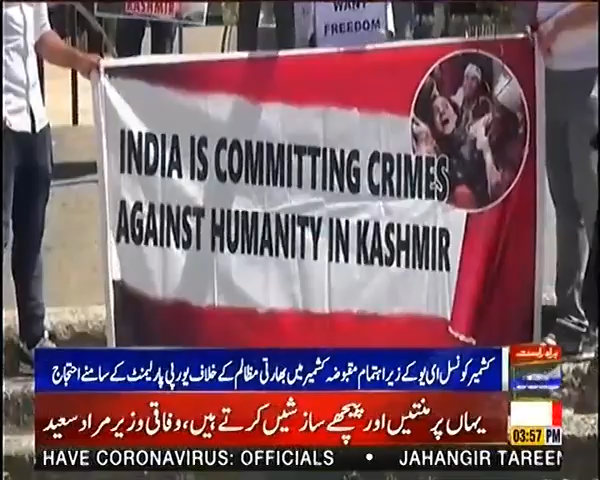 KASHMIR
WANT
FREEDOM
INDIA IS COMMITTING CRIMES
AGAINST HUMANITY IN KASHMIR
براہ راست
کشمیر کونسل ای یو کے زیر اہتمام مقبوضہ کشمیر میں بھارتی مظالم کے خلاف یورپی پارلیمنٹ کے سامنے احتجاج
یہاں پر منتیں اور پیچھے سازشیں کرتے ہیں، وفاقی وزیر مراد سعید
03:57 PM
HAVE CORONAVIRUS: OFFICIALS • JAHANGIR TAREEN